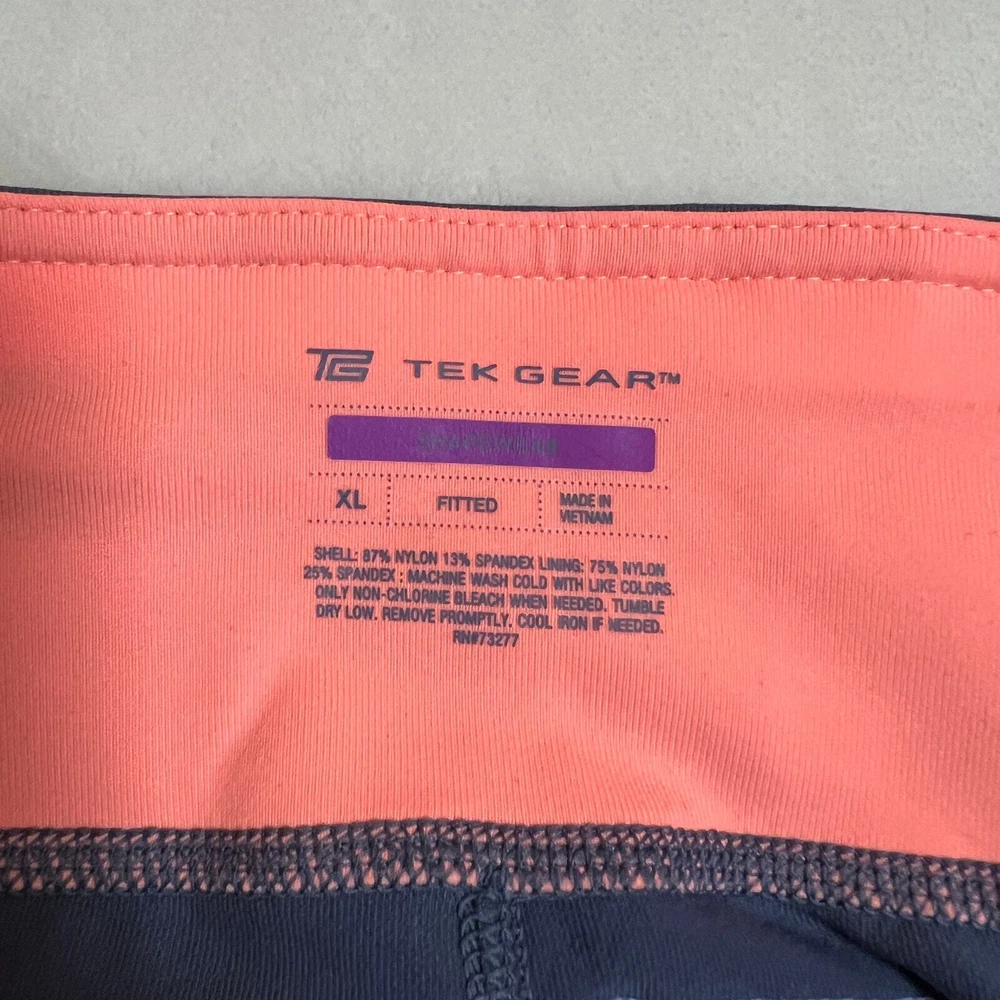 TG TEK GEAR™
SHAPEWEAR
XL FITTED MADE IN
VIETNAM
SHELL: 87% NYLON 13% SPANDEX LINING: 75% NYLON
25% SPANDEX : MACHINE WASH COLD WITH LIKE COLORS.
ONLY NON-CHLORINE BLEACH WHEN NEEDED. TUMBLE
DRY LOW. REMOVE PROMPTLY. COOL IRON IF NEEDED.
RN#73277